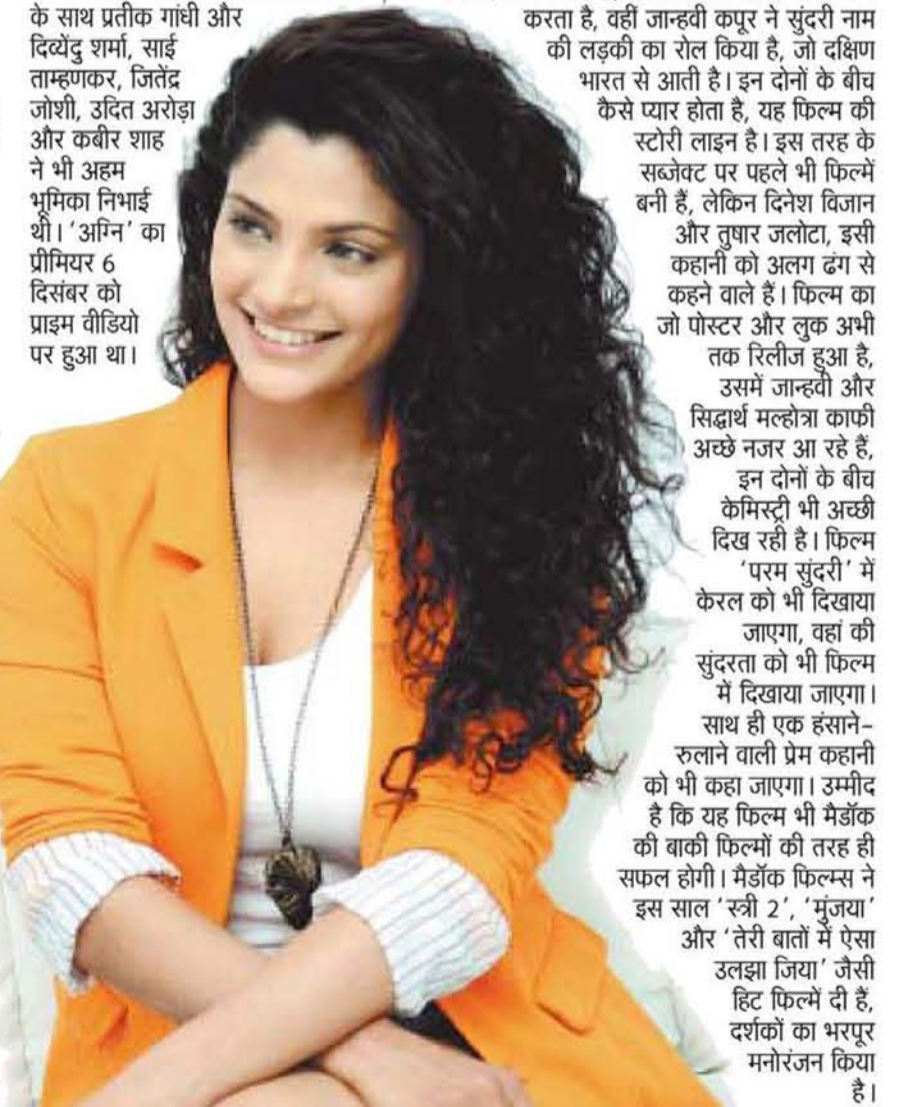 के साथ प्रतीक गांधी और
दिव्येंदु शर्मा, साई
ताम्हणकर, जितेंद्र
जोशी, उदित अरोड़ा
और कबीर शाह
ने भी अहम
भूमिका निभाई
थी। 'अग्नि' का
प्रीमियर 6
दिसंबर को
प्राइम वीडियो
पर हुआ था।
करता है, वहीं जान्हवी कपूर ने सुंदरी नाम
की लड़की का रोल किया है, जो दक्षिण
भारत से आती है। इन दोनों के बीच
कैसे प्यार होता है, यह फिल्म की
स्टोरी लाइन है। इस तरह के
सब्जेक्ट पर पहले भी फिल्में
बनी हैं, लेकिन दिनेश विजान
और तुषार जलोटा, इसी
कहानी को अलग ढंग से
कहने वाले हैं। फिल्म का
जो पोस्टर और लुक अभी
तक रिलीज हुआ है,
उसमें जान्हवी और
सिद्धार्थ मल्होत्रा काफी
अच्छे नजर आ रहे हैं,
इन दोनों के बीच
केमिस्ट्री भी अच्छी
दिख रही है। फिल्म
'परम सुंदरी' में
केरल को भी दिखाया
जाएगा, वहां की
सुंदरता को भी फिल्म
में दिखाया जाएगा।
साथ ही एक हंसाने-
रुलाने वाली प्रेम कहानी
को भी कहा जाएगा। उम्मीद
है कि यह फिल्म भी मैडॉक
की बाकी फिल्मों की तरह ही
सफल होगी। मैडॉक फिल्म्स ने
इस साल 'स्त्री 2', 'मुंजया'
और 'तेरी बातों में ऐसा
उलझा जिया' जैसी
हिट फिल्में दी हैं,
दर्शकों का भरपूर
मनोरंजन किया
है।